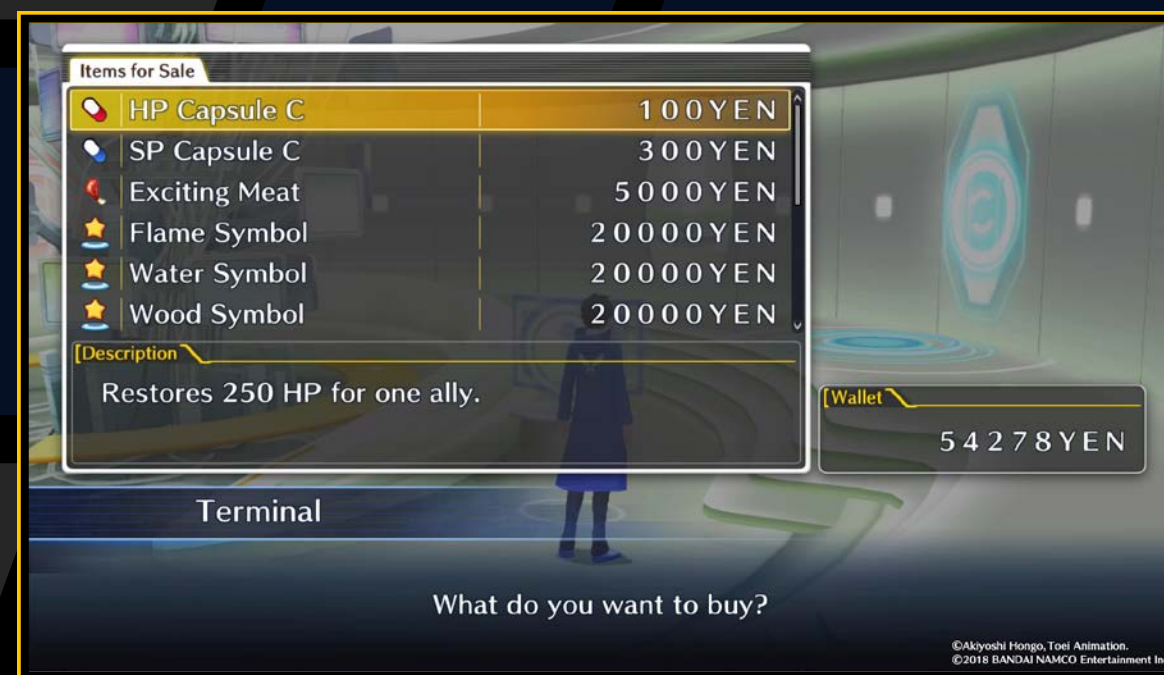 Items for Sale
HP Capsule C 100YEN
SP Capsule C 300YEN
Exciting Meat 5000YEN
Flame Symbol 20000YEN
Water Symbol 20000YEN
Wood Symbol 20000YEN
[Description
Restores 250 HP for one ally.
[Wallet
54278YEN
Terminal
What do you want to buy?
©Akiyoshi Hongo, Toei Animation.
©2018 BANDAI NAMCO Entertainment In